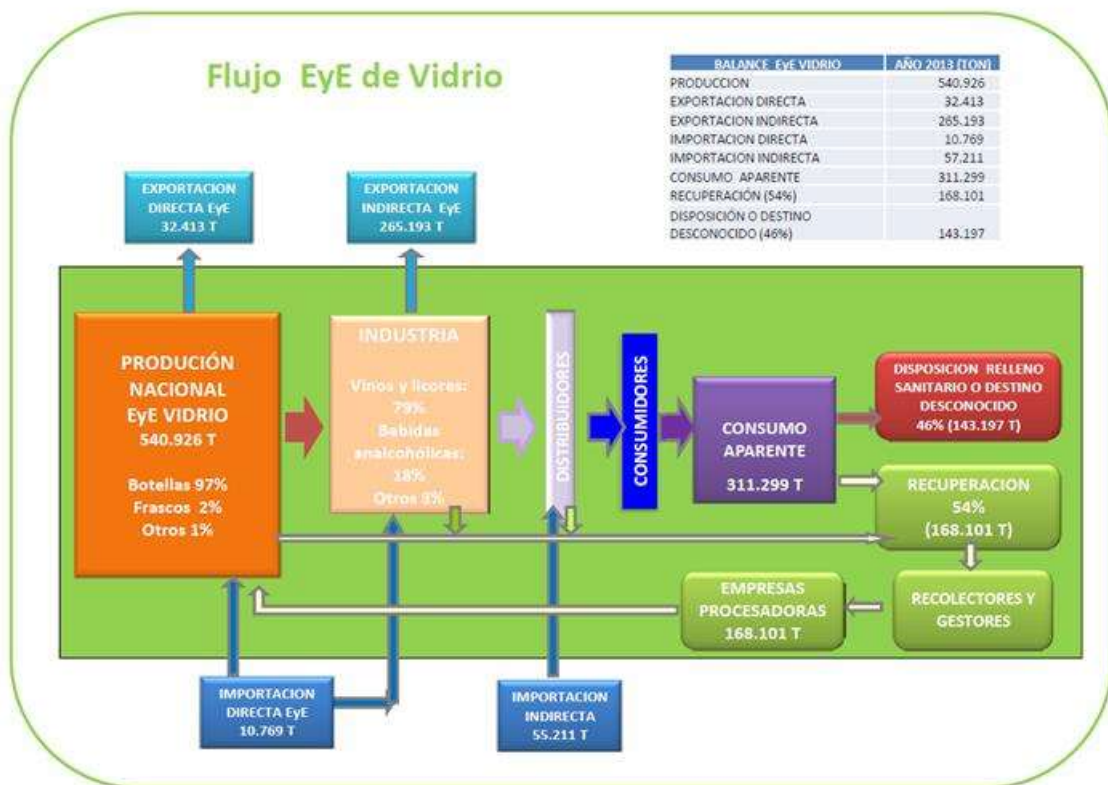 Flujo EyE de Vidrio
BALANCE EyE VIDRIO AÑO 2013 (TON)
PRODUCCION 540.926
EXPORTACION DIRECTA 32.413
EXPORTACION INDIRECTA 265.193
IMPORTACION DIRECTA 10.769
IMPORTACION INDIRECTA 57.211
CONSUMO APARENTE 311.299
RECUPERACIÓN (54%) 168.101
DISPOSICIÓN O DESTINO
DESCONOCIDO (46%) 143.197
EXPORTACION
DIRECTA EyE
32.413 T
EXPORTACION
INDIRECTA EyE
265.193 T
PRODUCIÓN
NACIONAL
EyE VIDRIO
540.926 T
Botellas 97%
Frascos 2%
Otros 1%
INDUSTRIA
Vinos y licores:
79%
Babidas
analcohólicas:
18%
Otros 3%
DISTRIBUIDORES
CONSUMIDORES
CONSUMO
APARENTE
311.299 T
DISPOSICION RELLENO
SANITARIO O DESTINO
DESCONOCIDO
46% (143.197 T)
RECUPERACION
54%
(168.101 T)
RECOLECTORES Y
GESTORES
EMPRESAS
PROCESADORAS
168.101 T
IMPORTACION
DIRECTA EyE
10.769 T
IMPORTACION
INDIRECTA
55.211 T